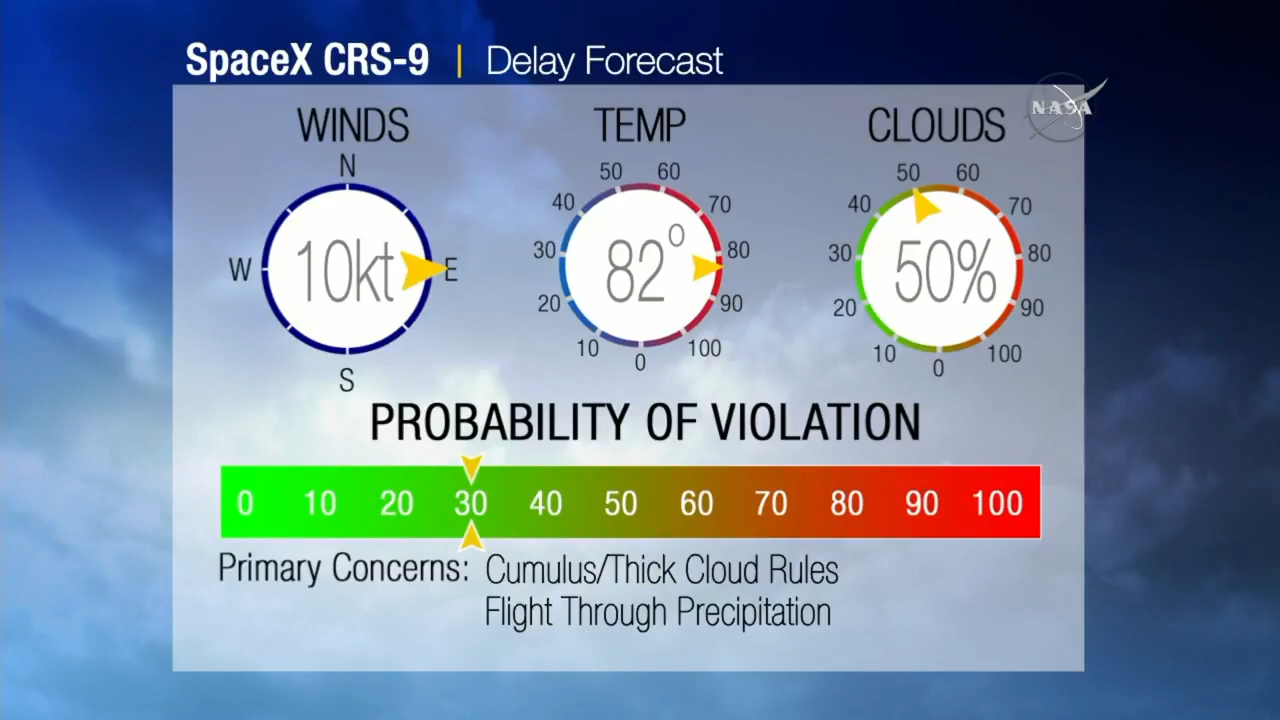 SpaceX CRS-9 | Delay Forecast
NASA
WINDS
N
W
10kt
E
S
TEMP
50 60
40 70
30 80
82°
20 90
10 100
0
CLOUDS
50 60
40 70
30 80
50%
20 90
10 100
0
PROBABILITY OF VIOLATION
0 10 20 30 40 50 60 70 80 90 100
Primary Concerns: Cumulus/Thick Cloud Rules
Flight Through Precipitation